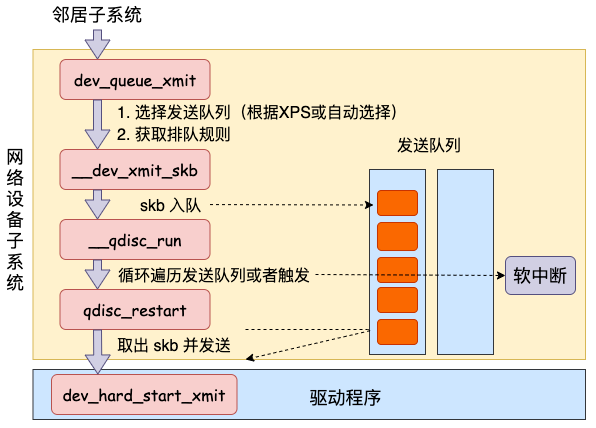 邻居子系统
dev_queue_xmit
1. 选择发送队列（根据XPS或自动选择）
2. 获取排队规则
发送队列
__dev_xmit_skb
skb 入队
网络设备子系统
__qdisc_run
循环遍历发送队列或者触发
软中断
qdisc_restart
取出 skb 并发送
dev_hard_start_xmit
驱动程序